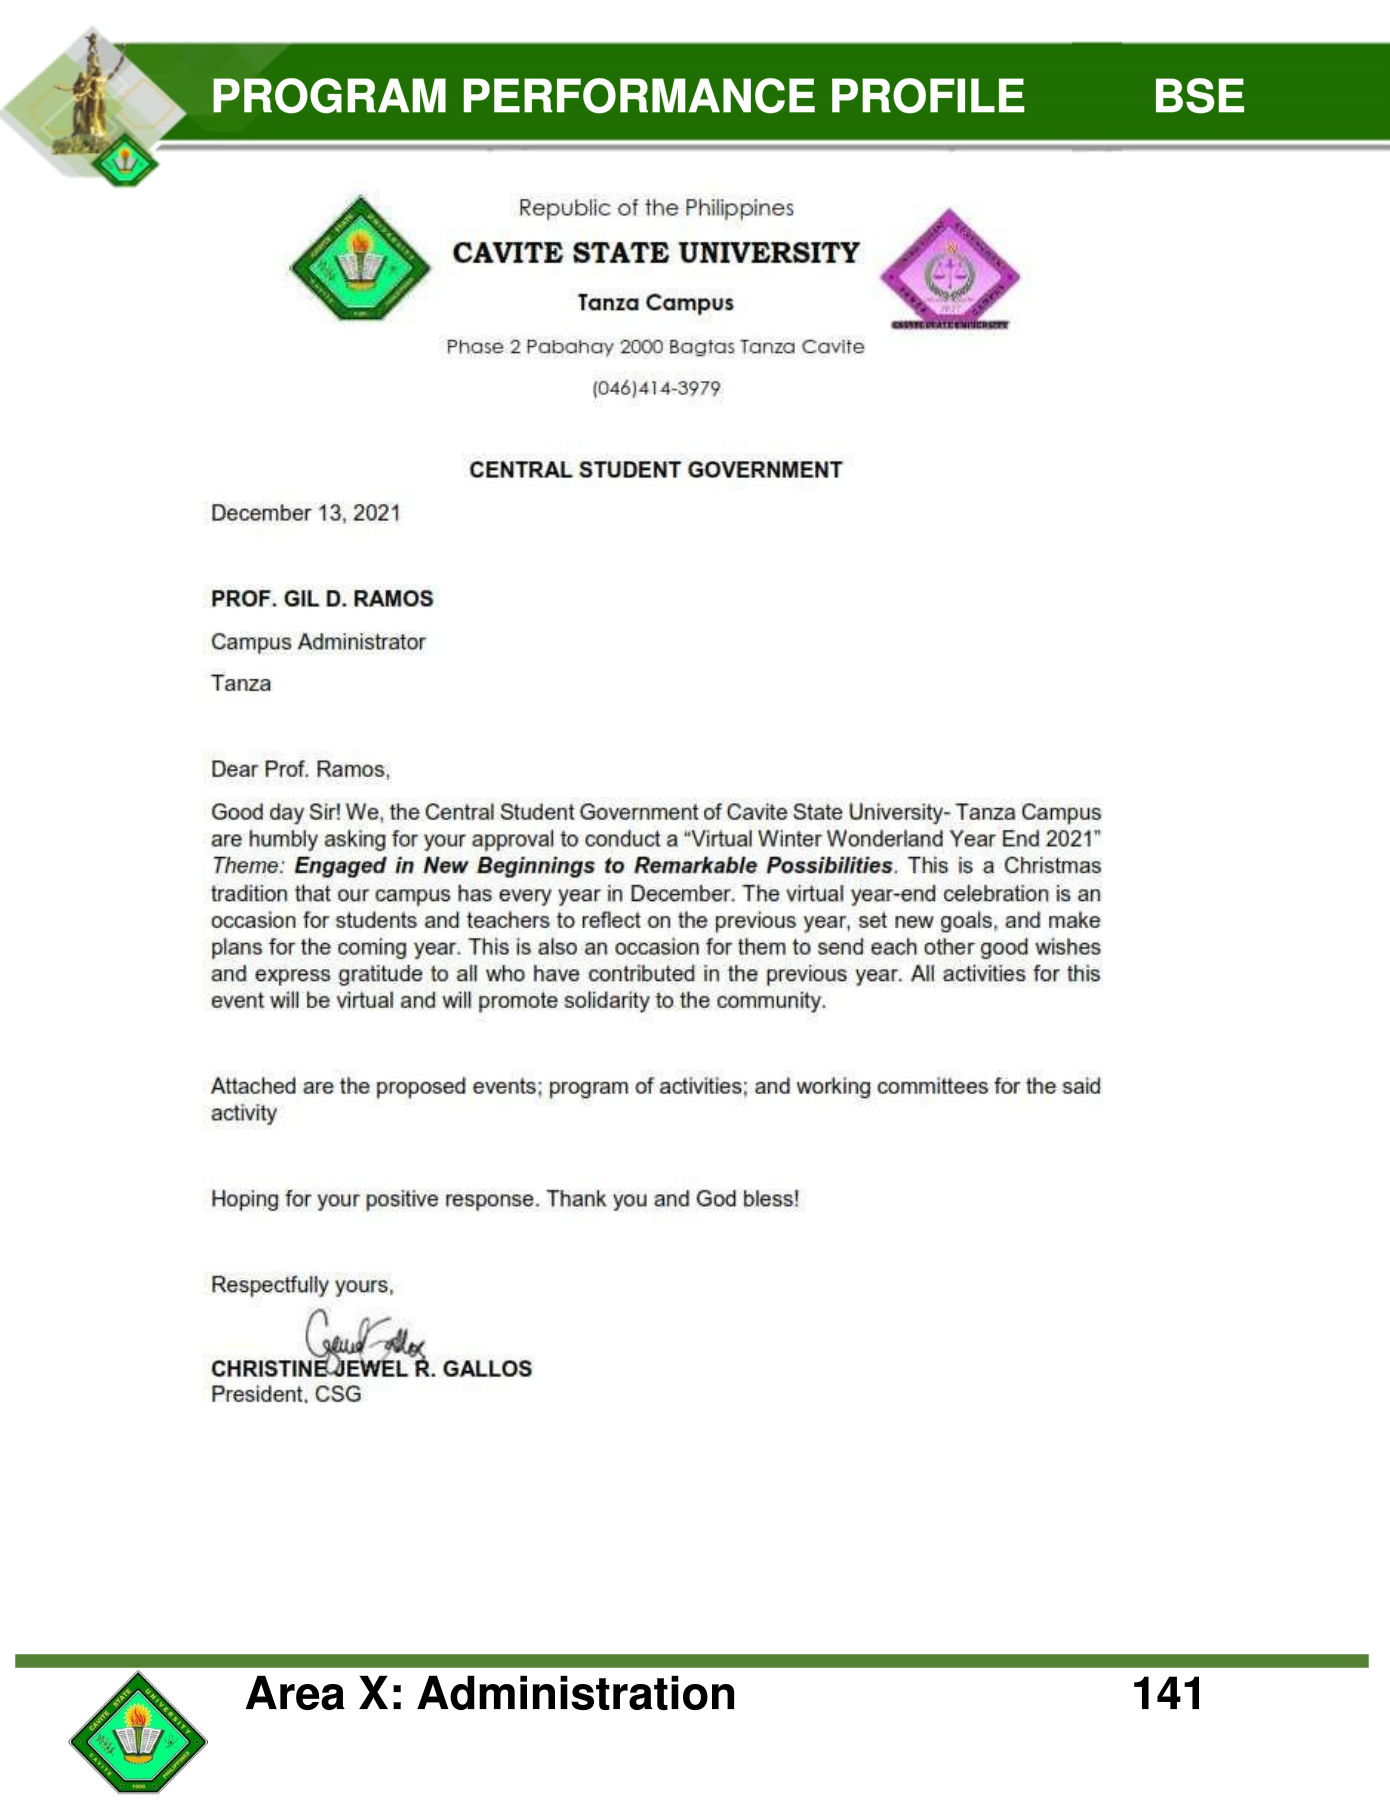 PROGRAM PERFORMANCE PROFILE BSE
Republic of the Philippines
CAVITE STATE UNIVERSITY
Tanza Campus
Phase 2 Pabahay 2000 Bagtas Tanza Cavite
(046)414-3979
CAVITE STATE UNIVERSITY
CENTRAL STUDENT GOVERNMENT
December 13, 2021
PROF. GIL D. RAMOS
Campus Administrator
Tanza
Dear Prof. Ramos,
Good day Sir! We, the Central Student Government of Cavite State University- Tanza Campus
are humbly asking for your approval to conduct a “Virtual Winter Wonderland Year End 2021”
Theme: Engaged in New Beginnings to Remarkable Possibilities. This is a Christmas
tradition that our campus has every year in December. The virtual year-end celebration is an
occasion for students and teachers to reflect on the previous year, set new goals, and make
plans for the coming year. This is also an occasion for them to send each other good wishes
and express gratitude to all who have contributed in the previous year. All activities for this
event will be virtual and will promote solidarity to the community.
Attached are the proposed events; program of activities; and working committees for the said
activity
Hoping for your positive response. Thank you and God bless!
Respectfully yours,
CHRISTINE JEWEL R. GALLOS
President, CSG
Area X: Administration 141
CAVITE STATE UNIVERSITY
CAVITE PHILIPPINES
1906